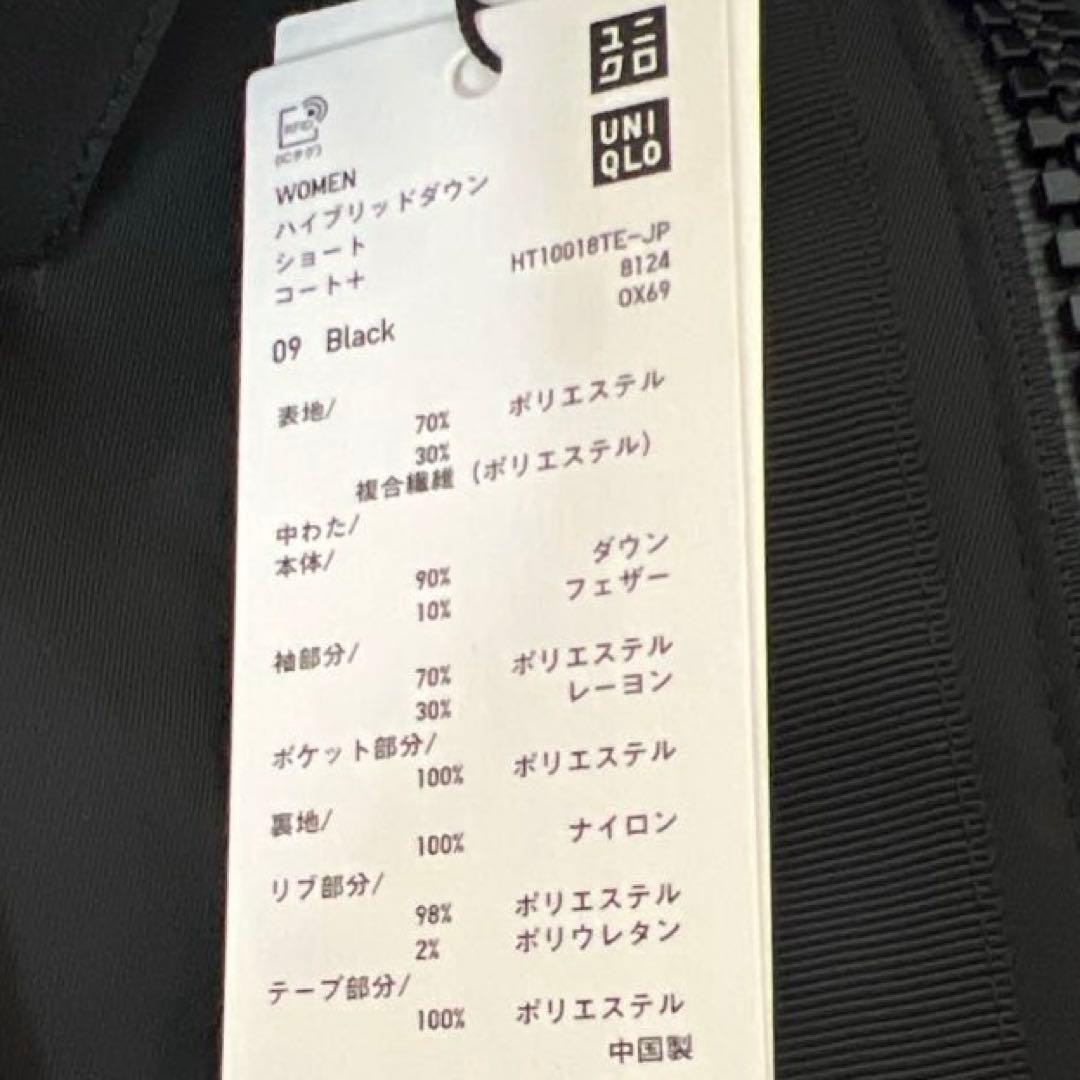 ユニ
クロ
UNI
QLO
RFID
(ICタグ)
WOMEN
ハイブリッドダウン
ショート
コート+
HT10018TE-JP
8124
OX69
09 Black
表地/
70% ポリエステル
30%
複合繊維 (ポリエステル)
中わた/
本体/
90% ダウン
10% フェザー
袖部分/
70% ポリエステル
30% レーヨン
ポケット部分/
100% ポリエステル
裏地/
100% ナイロン
リブ部分/
98% ポリエステル
2% ポリウレタン
テープ部分/
100% ポリエステル
中国製